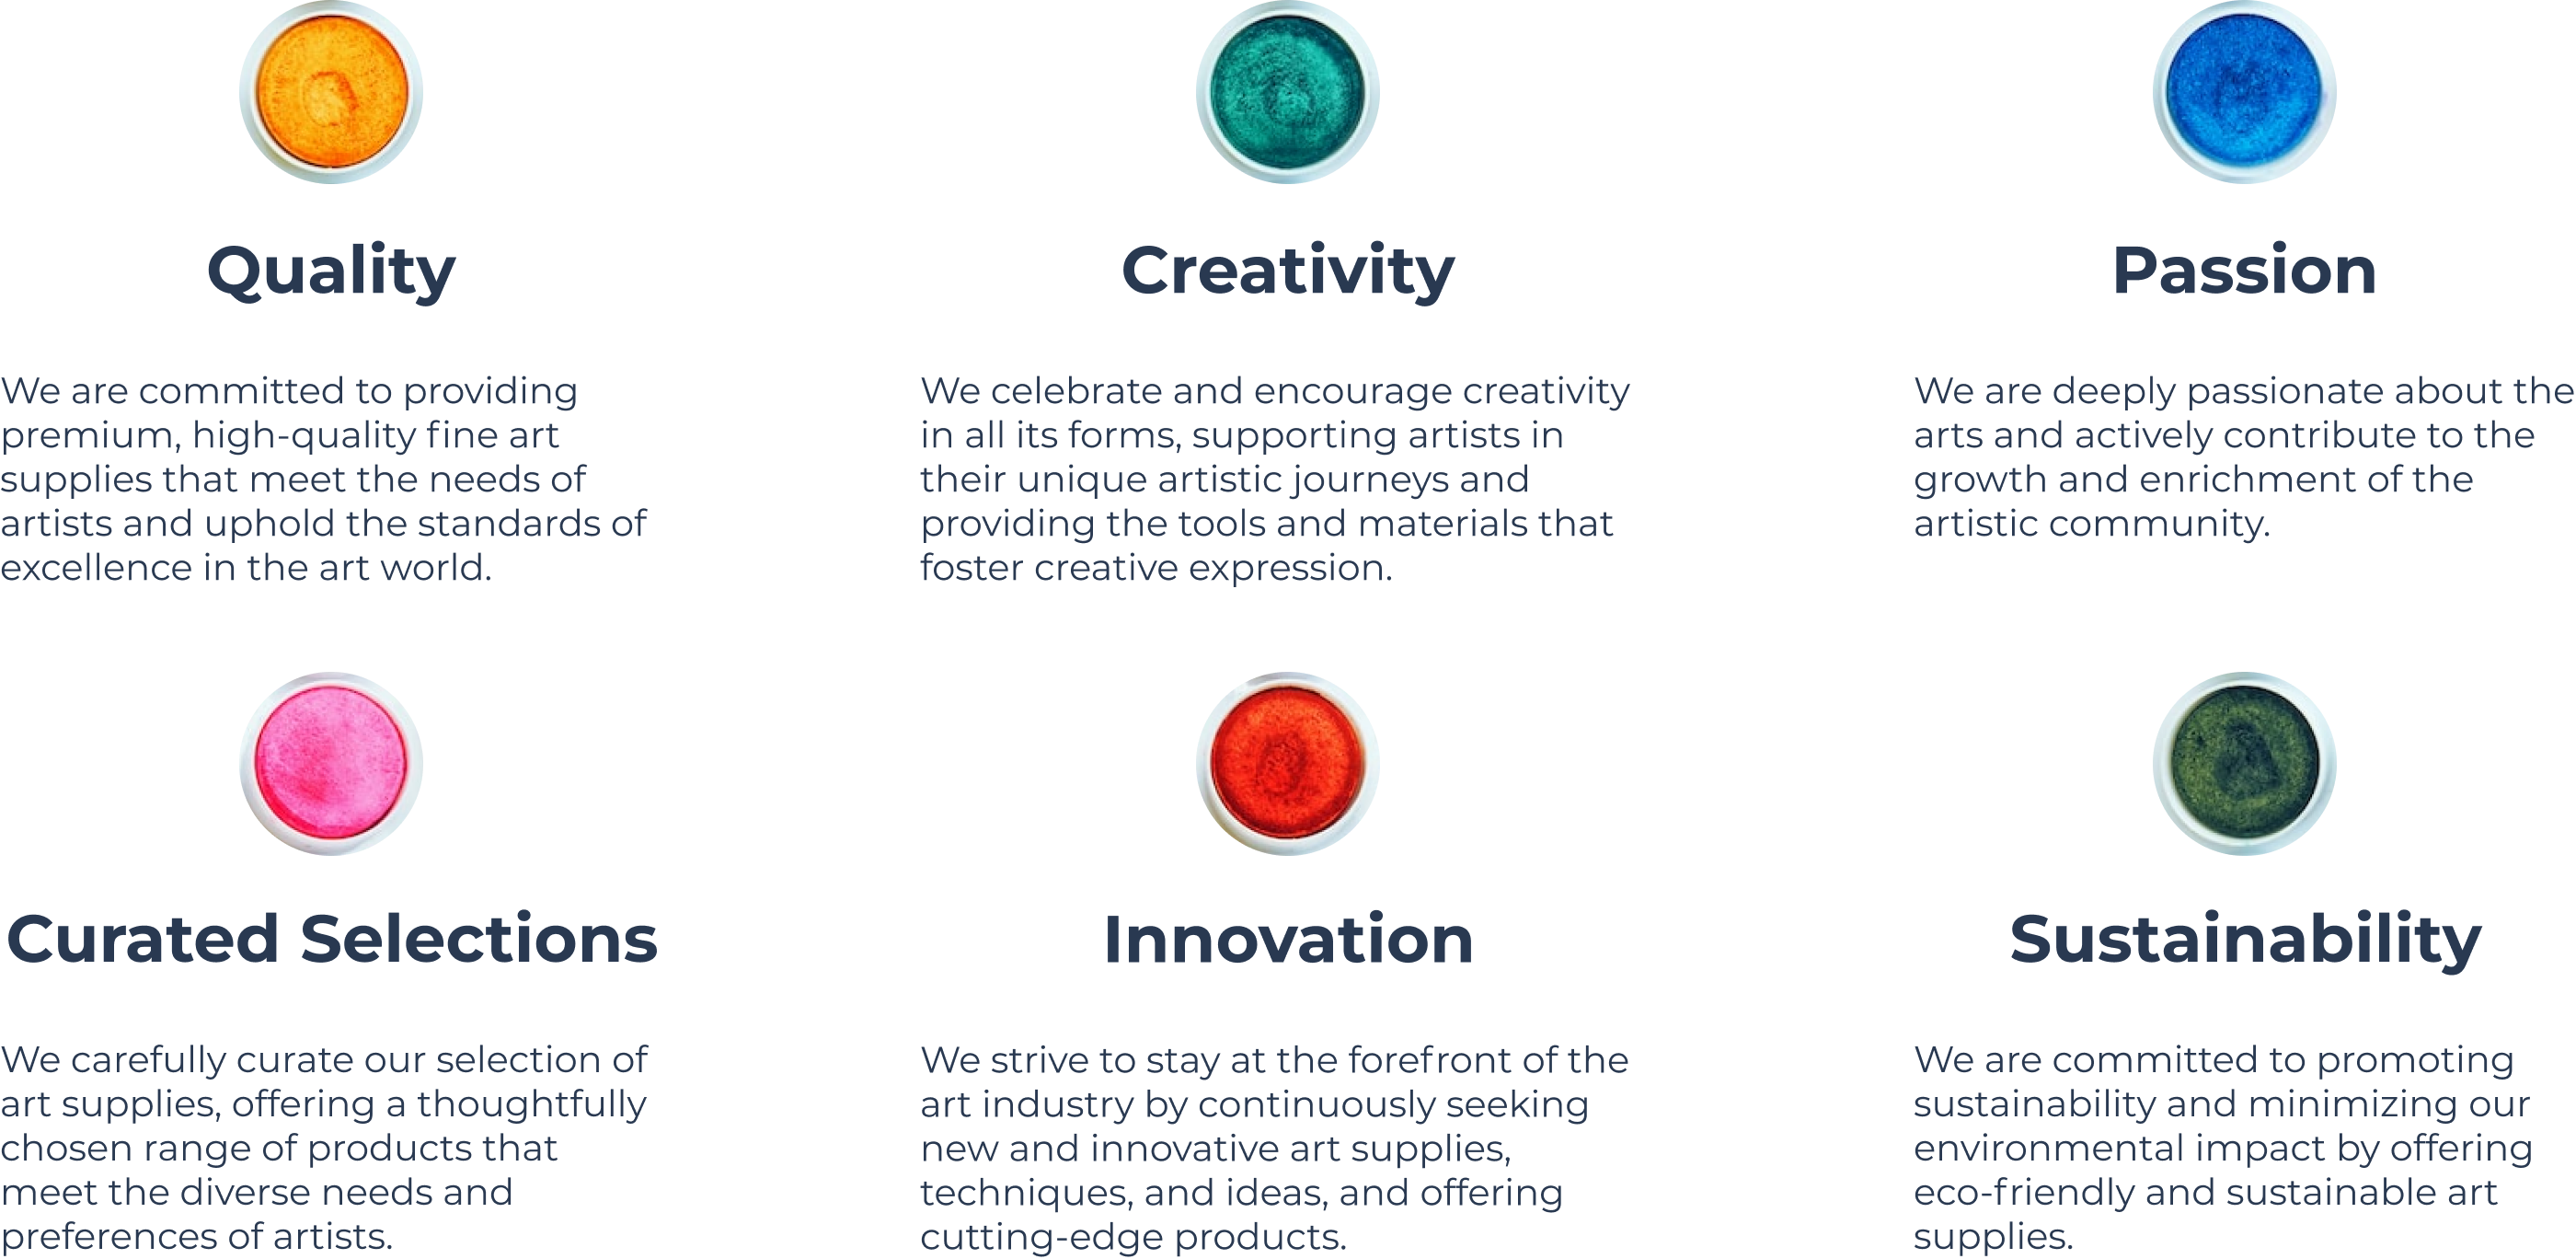 Quality
We are committed to providing
premium, high-quality fine art
supplies that meet the needs of
artists and uphold the standards of
excellence in the art world.
Creativity
We celebrate and encourage creativity
in all its forms, supporting artists in
their unique artistic journeys and
providing the tools and materials that
foster creative expression.
Passion
We are deeply passionate about the
arts and actively contribute to the
growth and enrichment of the
artistic community.
Curated Selections
We carefully curate our selection of
art supplies, offering a thoughtfully
chosen range of products that
meet the diverse needs and
preferences of artists.
Innovation
We strive to stay at the forefront of the
art industry by continuously seeking
new and innovative art supplies,
techniques, and ideas, and offering
cutting-edge products.
Sustainability
We are committed to promoting
sustainability and minimizing our
environmental impact by offering
eco-friendly and sustainable art
supplies.